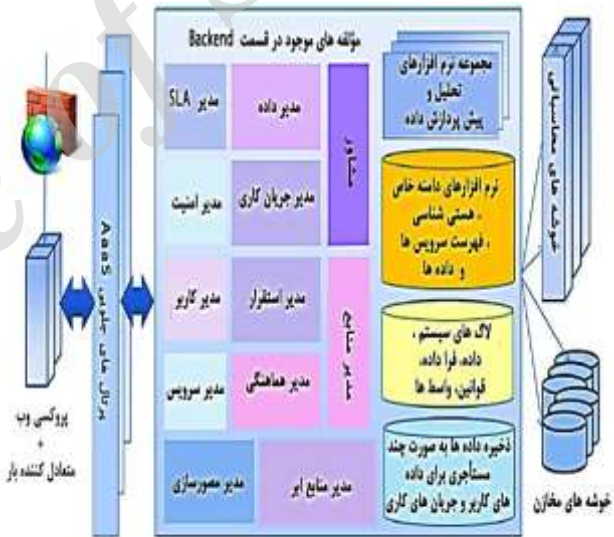 مؤلفه های موجود در قسمت Backend
مدیر SLA
مدیر داده
مشاور
مدیر امنیت
مدیر جریان کاری
مدیر کاربر
مدیر استقرار
مدیر منابع
مدیر سرویس
مدیر هماهنگی
مدیر مصورسازی
مدیر منابع ابر
مجموعه نرم افزارهای
تحلیل و
پیش پردازش داده
نرم افزارهای دامنه خاص
، هستی شناسی
، فهرست سرویس ها
و داده ها
لاگ های سیستم ،
داده، فرا داده،
قوانین، واسط ها
ذخیره داده ها به صورت چند
مستأجری برای داده
های کاربر و جریان های کاری
خوشه های محاسباتی
خوشه های مخازن
پرتال های جلویی AaaS
پروکسی وب
+
متعادل کننده بار